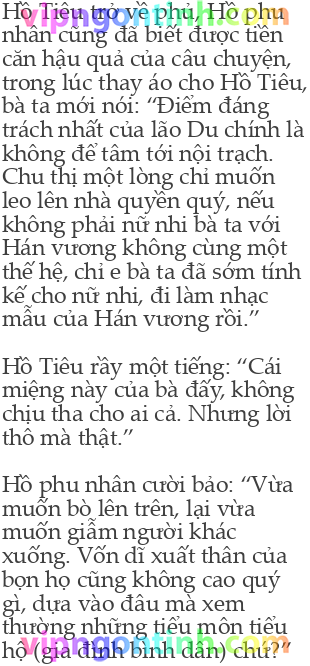 Hồ Tiêu trở về phủ, Hồ phu
nhân cũng đã biết được tiền
căn hậu quả của câu chuyện,
trong lúc thay áo cho Hồ Tiêu,
bà ta mới nói: “Điểm đáng
trách nhất của lão Du chính là
không để tâm tới nội trạch.
Chu thị một lòng chỉ muốn
leo lên nhà quyền quý, nếu
không phải nữ nhi bà ta với
Hán vương không cùng một
thế hệ, chỉ e bà ta đã sớm tính
kế cho nữ nhi, đi làm nhạc
mẫu của Hán vương rồi.”
Hồ Tiêu rầy một tiếng: “Cái
miệng này của bà đấy, không
chịu tha cho ai cả. Nhưng lời
thô mà thật.”
Hồ phu nhân cười bảo: “Vừa
muốn bò lên trên, lại vừa
muốn giẫm người khác
xuống. Vốn dĩ xuất thân của
bọn họ cũng không cao quý
gì, dựa vào đâu mà xem
thường những tiểu môn tiểu
hộ (gia đình bình dân) chứ?”
vipngontinh.com
vipngontinh.com